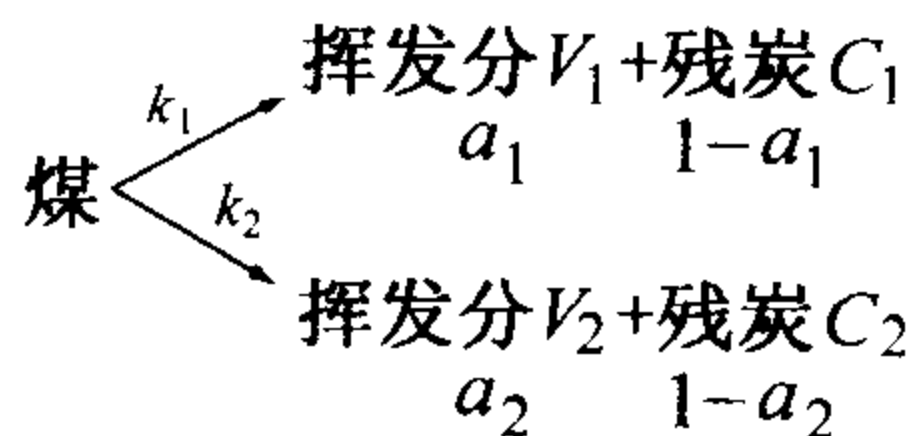 挥发分V₁+残炭C₁
a₁ 1−a₁
k₁
煤
k₂
挥发分V₂+残炭C₂
a₂ 1−a₂